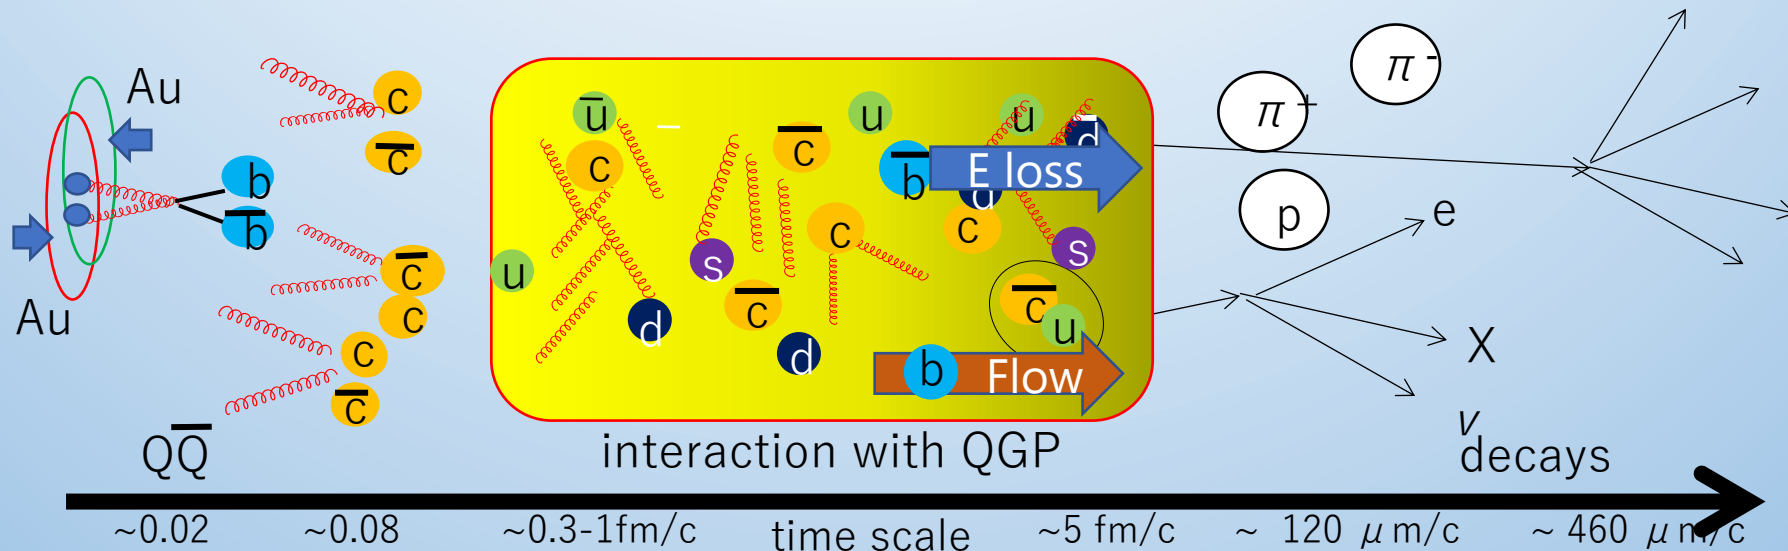 Au
Au
b
b̅
c
c̅
c̅
c
c
c̅
QQ̅
u̅
c
u
s
d
c̅
c̅
d
u
c
b̅
E loss
u
d̅
d
c
s
c̅
u
b
Flow
interaction with QGP
π⁺
π⁻
p
e
X
ν
decays
~0.02
~0.08
~0.3-1fm/c
time scale
~5 fm/c
~ 120 μm/c
~ 460 μm/c